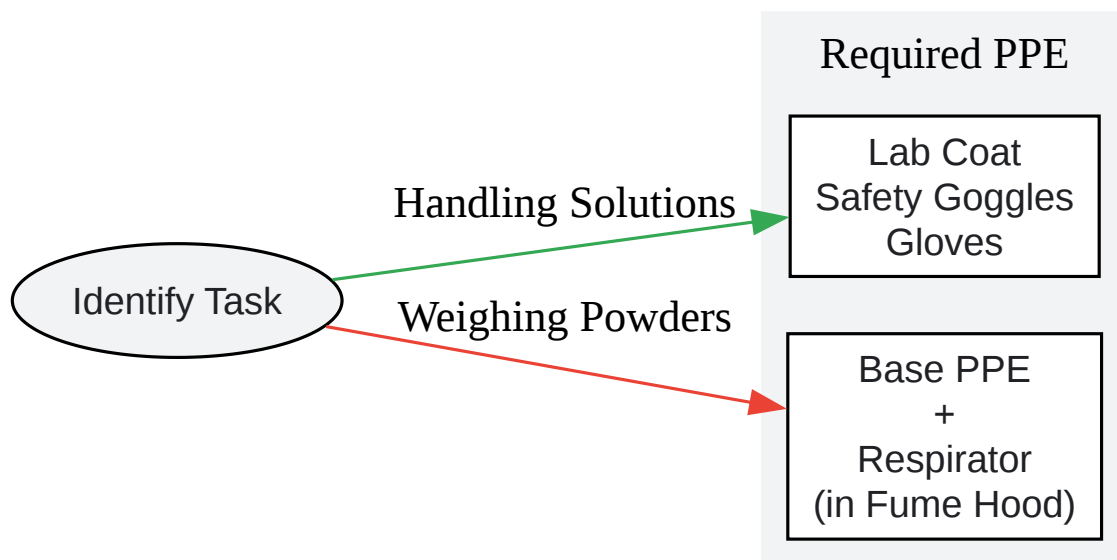 Required PPE
Lab Coat
Safety Goggles
Gloves
Handling Solutions
Identify Task
Weighing Powders
Base PPE
+
Respirator
(in Fume Hood)